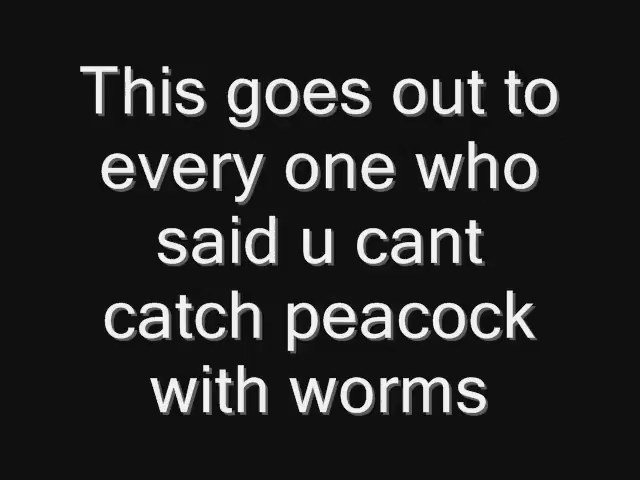 This goes out to
every one who
said u cant
catch peacock
with worms